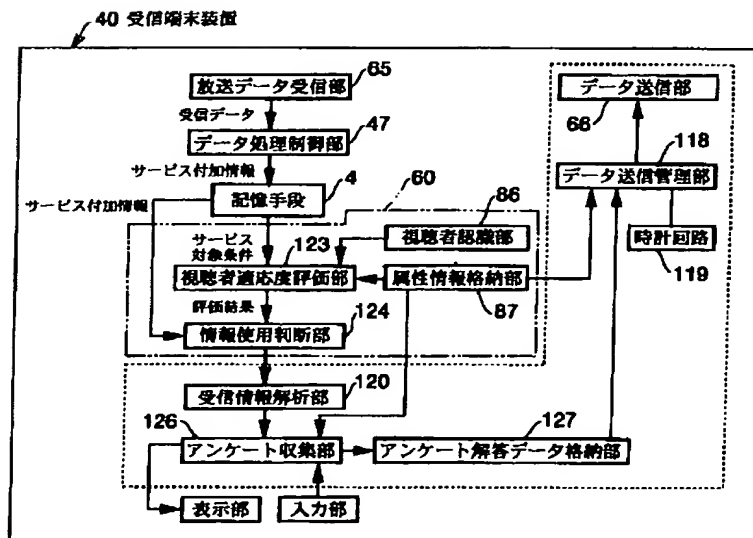 40 受信端末装置
65
放送データ受信部
データ送信部
66
受信データ
47
データ処理制御部
118
データ送信管理部
サービス付加情報
4
記憶手段
サービス付加情報
60
86
視聴者認識部
時計回路
119
サービス
対象条件
123
視聴者適応度評価部
属性情報格納部
87
評価結果
124
情報使用判断部
120
受信情報解析部
126
127
アンケート収集部
アンケート解答データ格納部
表示部
入力部